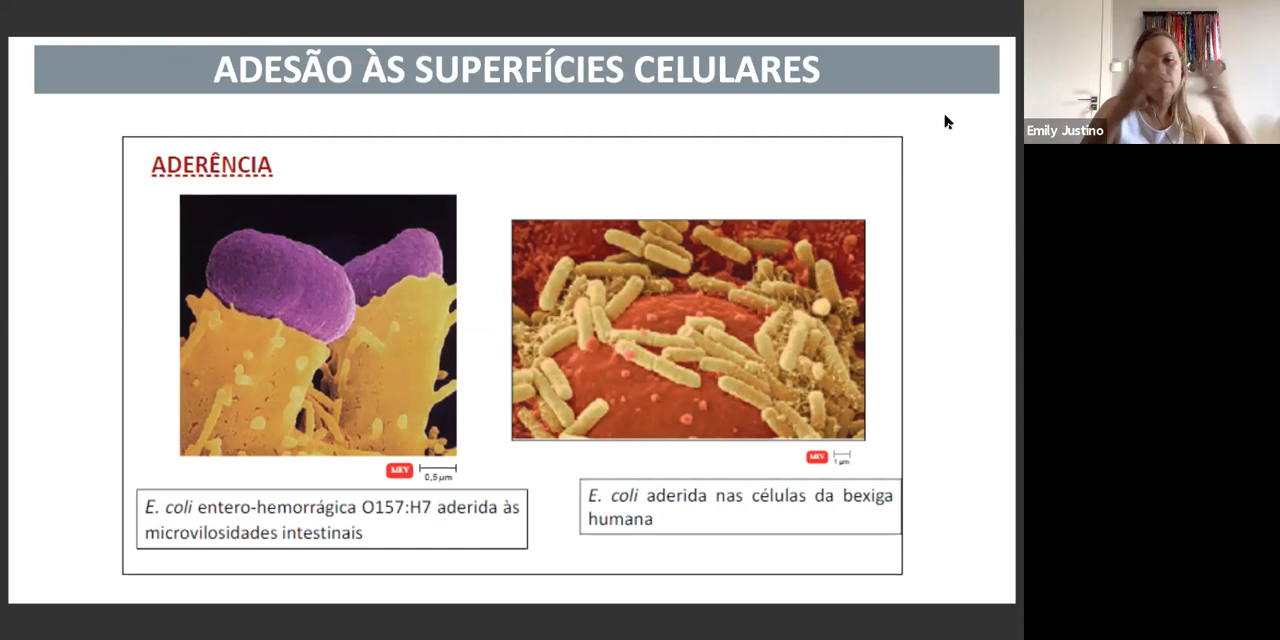 ADESÃO ÀS SUPERFÍCIES CELULARES
Emily Justino
ADERÊNCIA
MEV
0,5 μm
MEV
1 μm
E. coli entero-hemorrágica O157:H7 aderida às
microvilosidades intestinais
E. coli aderida nas células da bexiga
humana